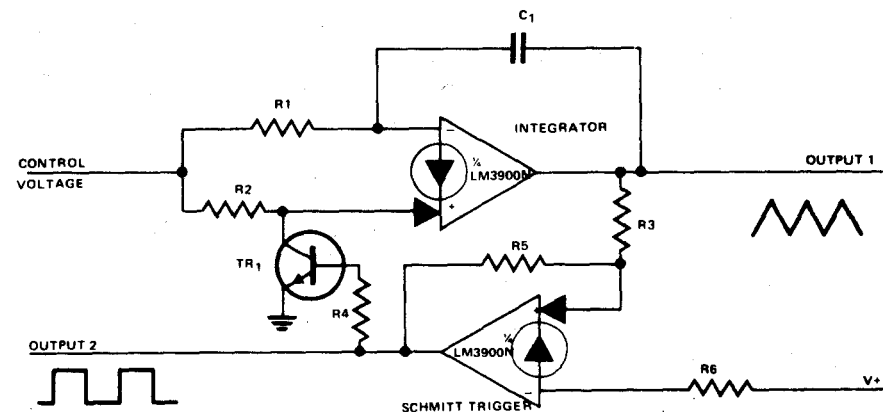 C1
R1
INTEGRATOR
−
CONTROL
VOLTAGE
¼
LM3900N
OUTPUT 1
R2
+
R3
R5
TR1
R4
OUTPUT 2
¼
LM3900N
R6
V+
−
SCHMITT TRIGGER